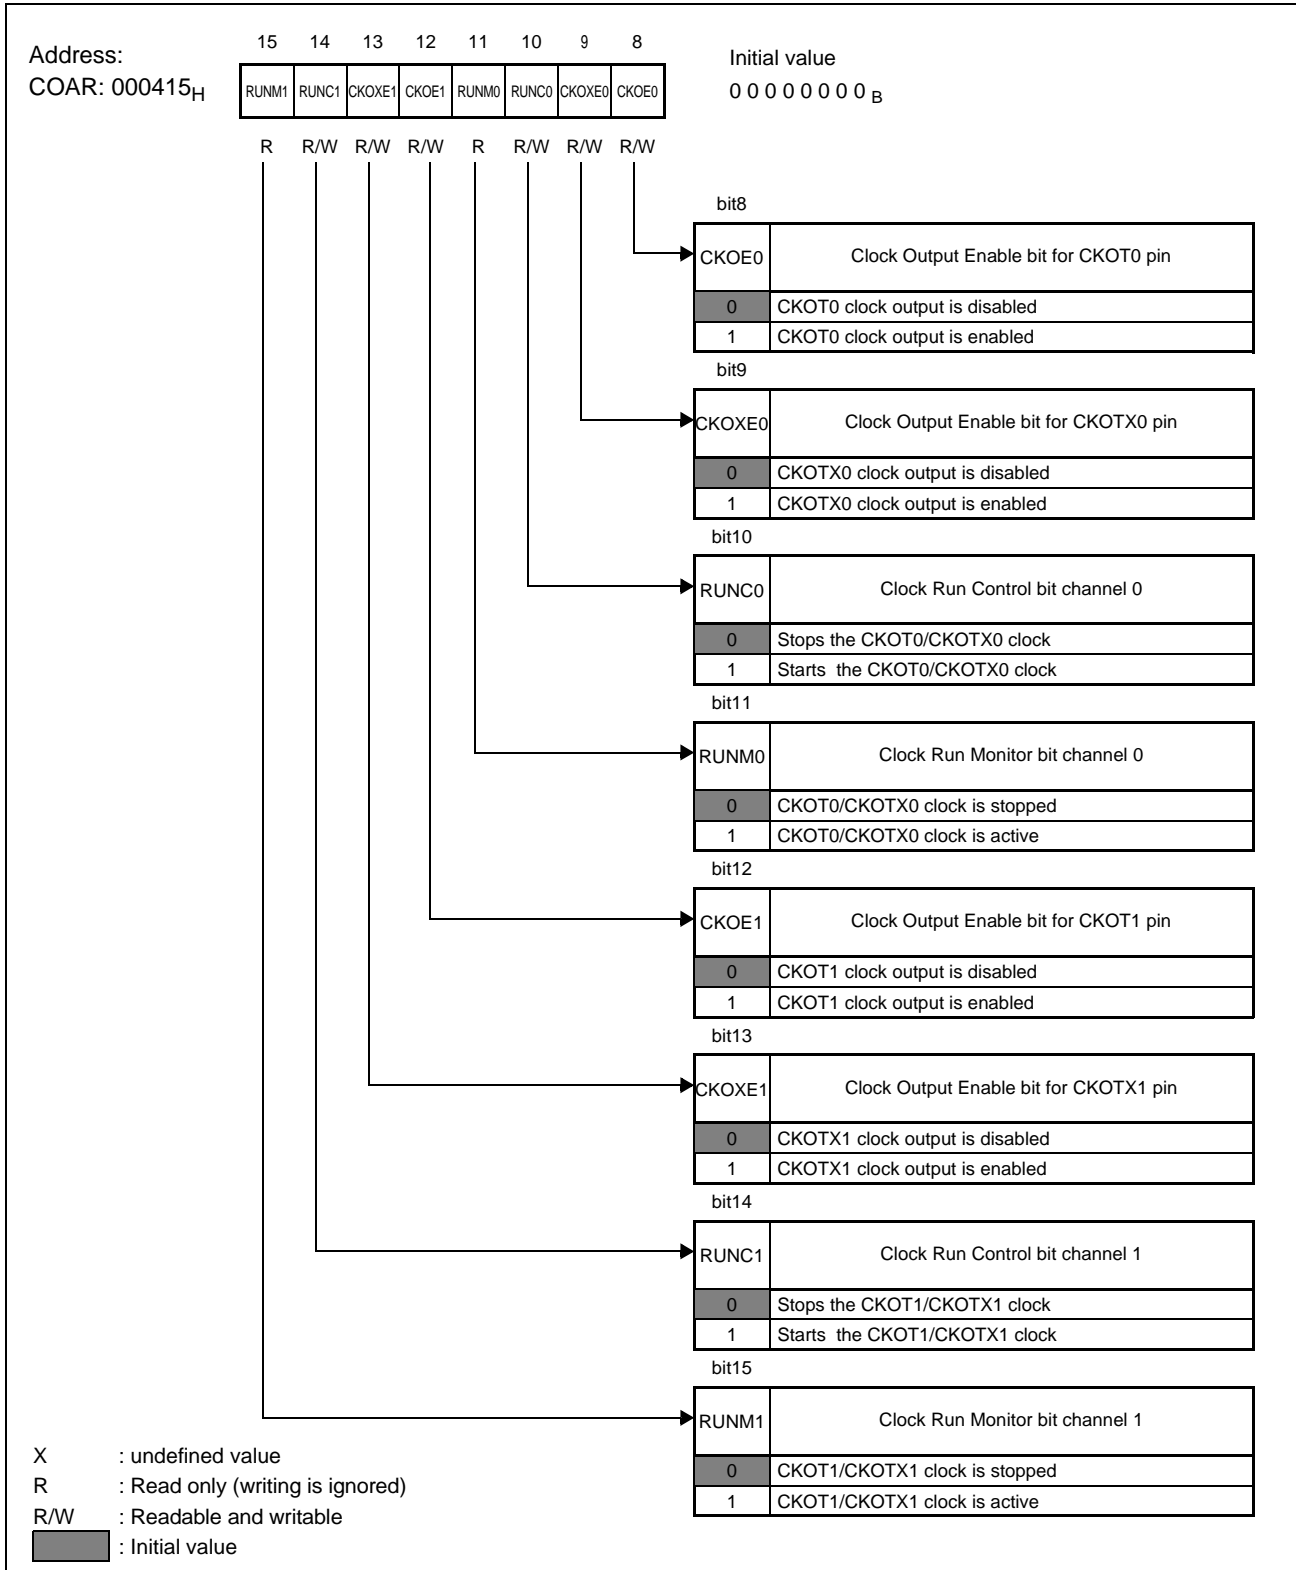 Address:
COAR: 000415H
15 14 13 12 11 10 9 8
RUNM1 RUNC1 CKOXE1 CKOE1 RUNM0 RUNC0 CKOXE0 CKOE0
R R/W R/W R/W R R/W R/W R/W
Initial value
0 0 0 0 0 0 0 0 B
bit8
CKOE0 Clock Output Enable bit for CKOT0 pin
0 CKOT0 clock output is disabled
1 CKOT0 clock output is enabled
bit9
CKOXE0 Clock Output Enable bit for CKOTX0 pin
0 CKOTX0 clock output is disabled
1 CKOTX0 clock output is enabled
bit10
RUNC0 Clock Run Control bit channel 0
0 Stops the CKOT0/CKOTX0 clock
1 Starts the CKOT0/CKOTX0 clock
bit11
RUNM0 Clock Run Monitor bit channel 0
0 CKOT0/CKOTX0 clock is stopped
1 CKOT0/CKOTX0 clock is active
bit12
CKOE1 Clock Output Enable bit for CKOT1 pin
0 CKOT1 clock output is disabled
1 CKOT1 clock output is enabled
bit13
CKOXE1 Clock Output Enable bit for CKOTX1 pin
0 CKOTX1 clock output is disabled
1 CKOTX1 clock output is enabled
bit14
RUNC1 Clock Run Control bit channel 1
0 Stops the CKOT1/CKOTX1 clock
1 Starts the CKOT1/CKOTX1 clock
bit15
RUNM1 Clock Run Monitor bit channel 1
0 CKOT1/CKOTX1 clock is stopped
1 CKOT1/CKOTX1 clock is active
X : undefined value
R : Read only (writing is ignored)
R/W : Readable and writable
: Initial value